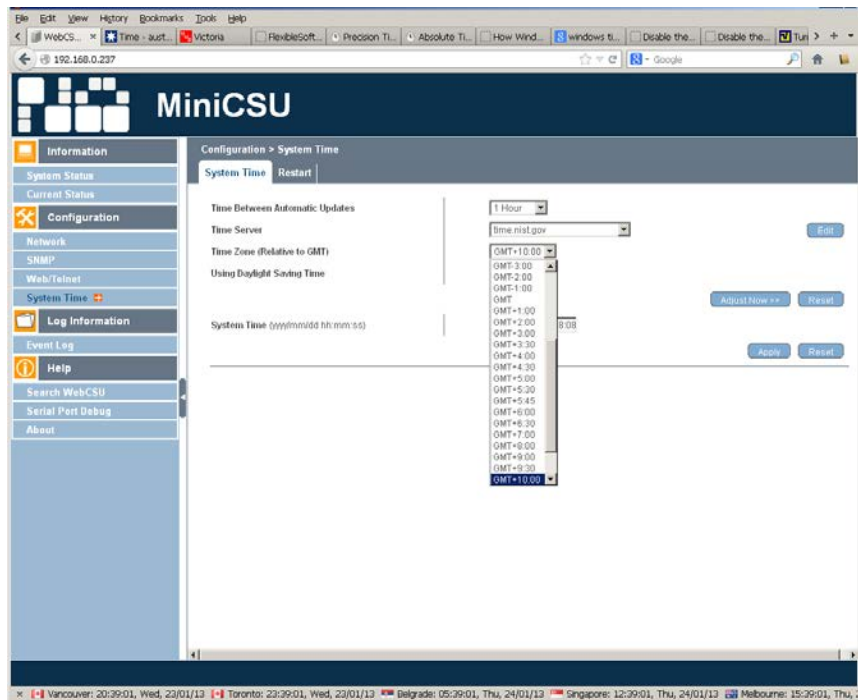 File Edit View History Bookmarks Tools Help
WebCS... × Time - aust... Victoria FlexibleSoft... Precision Ti... Absolute Ti... How Wind... windows ti... Disable the... Disable the... Tun
192.168.0.237 Google
MiniCSU
Information
System Status
Current Status
Configuration
Network
SNMP
Web/Telnet
System Time
Log Information
Event Log
Help
Search WebCSU
Serial Port Debug
About
Configuration > System Time
System Time Restart
Time Between Automatic Updates 1 Hour
Time Server time.nist.gov Edit
Time Zone (Relative to GMT) GMT+10:00
Using Daylight Saving Time
GMT-3:00
GMT-2:00
GMT-1:00
GMT
GMT+1:00
GMT+2:00
GMT+3:00
GMT+3:30
GMT+4:00
GMT+4:30
GMT+5:00
GMT+5:30
GMT+5:45
GMT+6:00
GMT+6:30
GMT+7:00
GMT+8:00
GMT+9:00
GMT+9:30
GMT+10:00
Adjust Now >> Reset
System Time (yyyy/mm/dd hh:mm:ss) 8:08
Apply Reset
× Vancouver: 20:39:01, Wed, 23/01/13 Toronto: 23:39:01, Wed, 23/01/13 Belgrade: 05:39:01, Thu, 24/01/13 Singapore: 12:39:01, Thu, 24/01/13 Melbourne: 15:39:01, Thu,